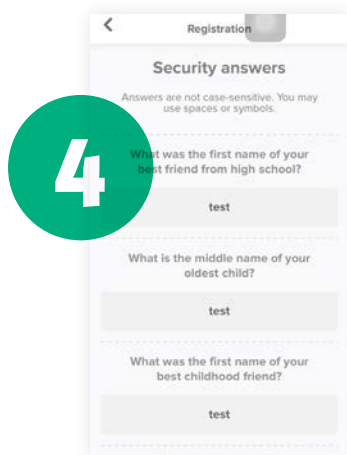 Registration
Security answers
Answers are not case-sensitive. You may
use spaces or symbols.
4
What was the first name of your
best friend from high school?
test
What is the middle name of your
oldest child?
test
What was the first name of your
best childhood friend?
test